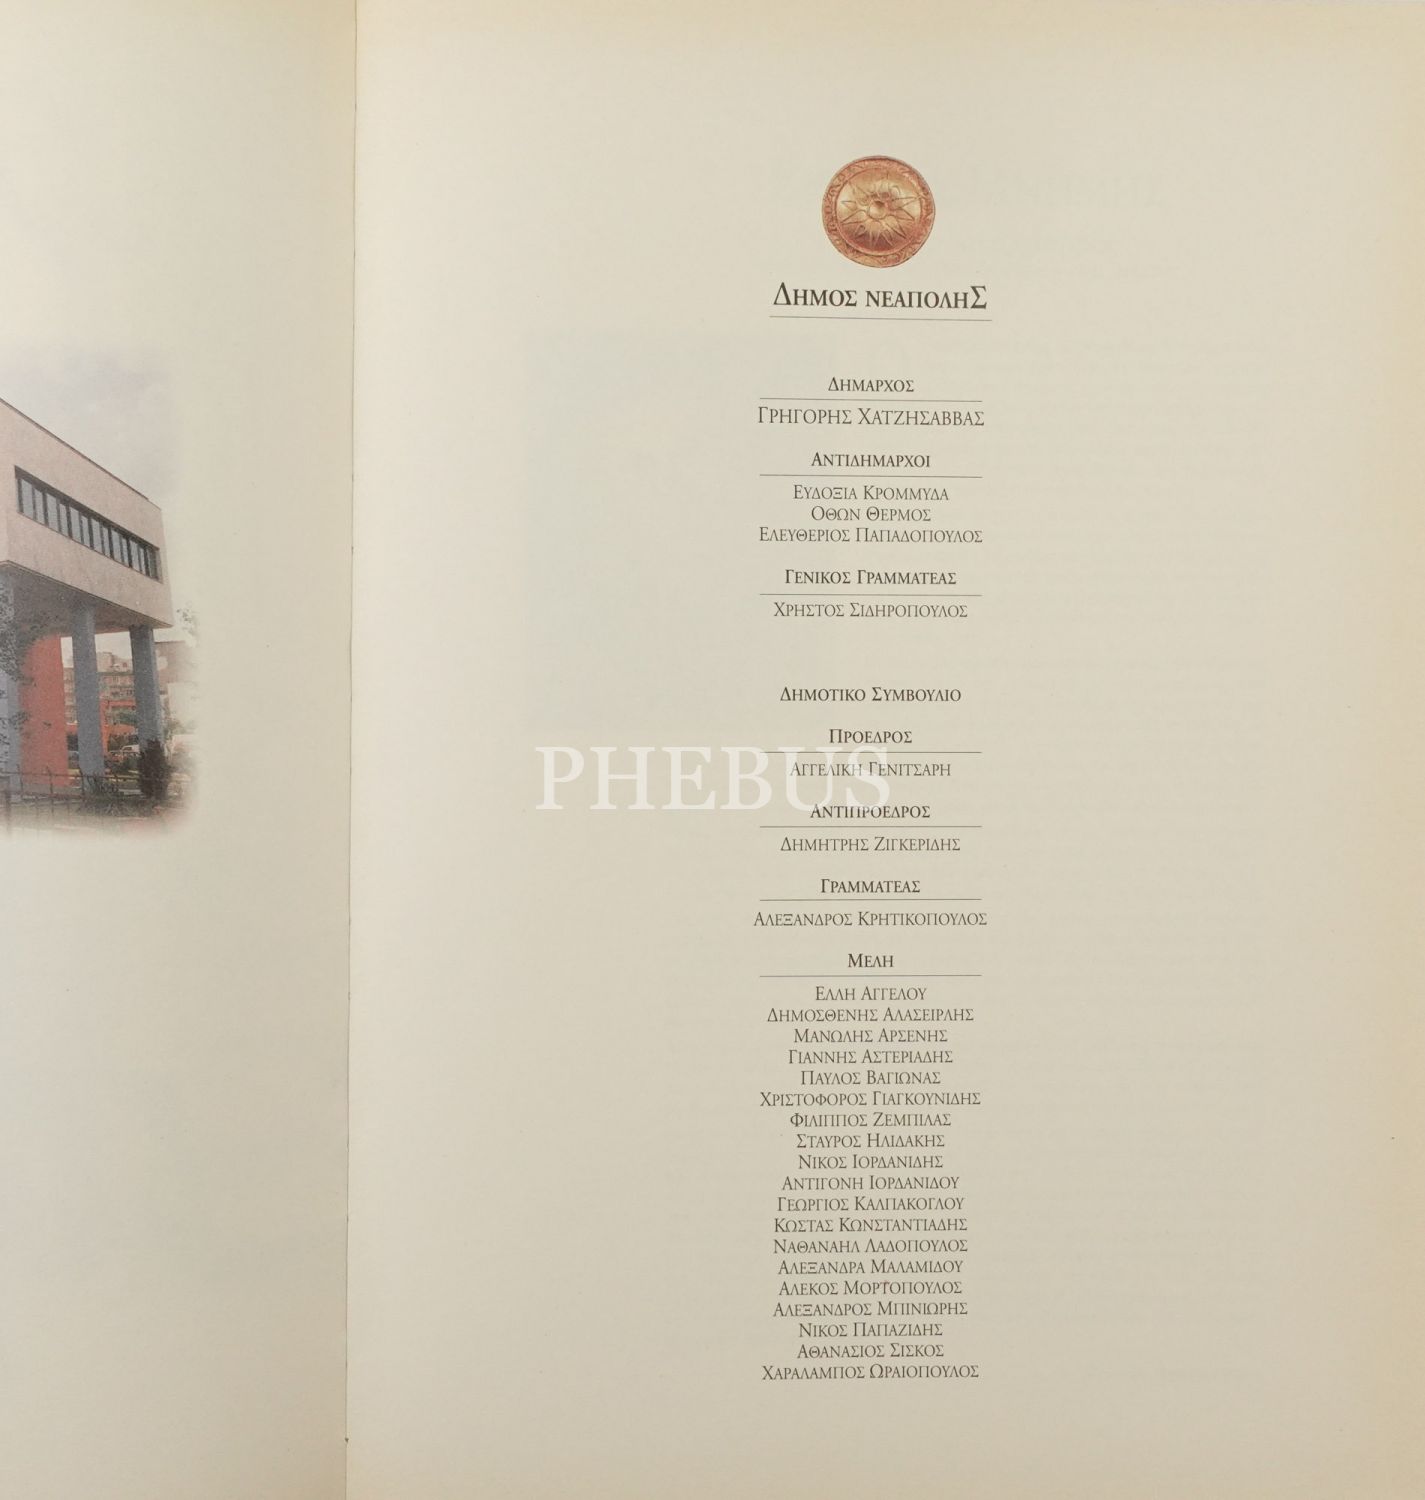 ΔΗΜΟΣ ΝΕΑΠΟΛΗΣ
ΔΗΜΑΡΧΟΣ
ΓΡΗΓΟΡΗΣ ΧΑΤΖΗΣΑΒΒΑΣ
ΑΝΤΙΔΗΜΑΡΧΟΙ
ΕΥΔΟΞΙΑ ΚΡΟΜΜΥΔΑ
ΟΘΩΝ ΘΕΡΜΟΣ
ΕΛΕΥΘΕΡΙΟΣ ΠΑΠΑΔΟΠΟΥΛΟΣ
ΓΕΝΙΚΟΣ ΓΡΑΜΜΑΤΕΑΣ
ΧΡΗΣΤΟΣ ΣΙΔΗΡΟΠΟΥΛΟΣ
ΔΗΜΟΤΙΚΟ ΣΥΜΒΟΥΛΙΟ
ΠΡΟΕΔΡΟΣ
ΑΓΓΕΛΙΚΗ ΓΕΝΙΤΣΑΡΗ
PHEBUS
ΑΝΤΙΠΡΟΕΔΡΟΣ
ΔΗΜΗΤΡΗΣ ΖΙΓΚΕΡΙΔΗΣ
ΓΡΑΜΜΑΤΕΑΣ
ΑΛΕΞΑΝΔΡΟΣ ΚΡΗΤΙΚΟΠΟΥΛΟΣ
ΜΕΛΗ
ΕΛΛΗ ΑΓΓΕΛΟΥ
ΔΗΜΟΣΘΕΝΗΣ ΑΛΑΣΕΙΡΛΗΣ
ΜΑΝΩΛΗΣ ΑΡΣΕΝΗΣ
ΓΙΑΝΝΗΣ ΑΣΤΕΡΙΑΔΗΣ
ΠΑΥΛΟΣ ΒΑΓΙΩΝΑΣ
ΧΡΙΣΤΟΦΟΡΟΣ ΓΙΑΓΚΟΥΝΙΔΗΣ
ΦΙΛΙΠΠΟΣ ΖΕΜΠΙΛΑΣ
ΣΤΑΥΡΟΣ ΗΛΙΔΑΚΗΣ
ΝΙΚΟΣ ΙΟΡΔΑΝΙΔΗΣ
ΑΝΤΙΓΟΝΗ ΙΟΡΔΑΝΙΔΟΥ
ΓΕΩΡΓΙΟΣ ΚΑΛΠΑΚΟΓΛΟΥ
ΚΩΣΤΑΣ ΚΩΝΣΤΑΝΤΙΑΔΗΣ
ΝΑΘΑΝΑΗΛ ΛΑΔΟΠΟΥΛΟΣ
ΑΛΕΞΑΝΔΡΑ ΜΑΛΑΜΙΔΟΥ
ΑΛΕΚΟΣ ΜΟΡΤΟΠΟΥΛΟΣ
ΑΛΕΞΑΝΔΡΟΣ ΜΠΙΝΙΩΡΗΣ
ΝΙΚΟΣ ΠΑΠΑΖΙΔΗΣ
ΑΘΑΝΑΣΙΟΣ ΣΙΣΚΟΣ
ΧΑΡΑΛΑΜΠΟΣ ΩΡΑΙΟΠΟΥΛΟΣ